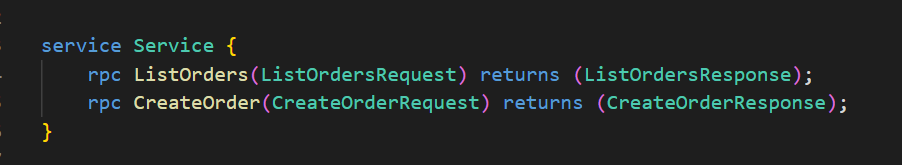 service Service {
    rpc ListOrders(ListOrdersRequest) returns (ListOrdersResponse);
    rpc CreateOrder(CreateOrderRequest) returns (CreateOrderResponse);
}